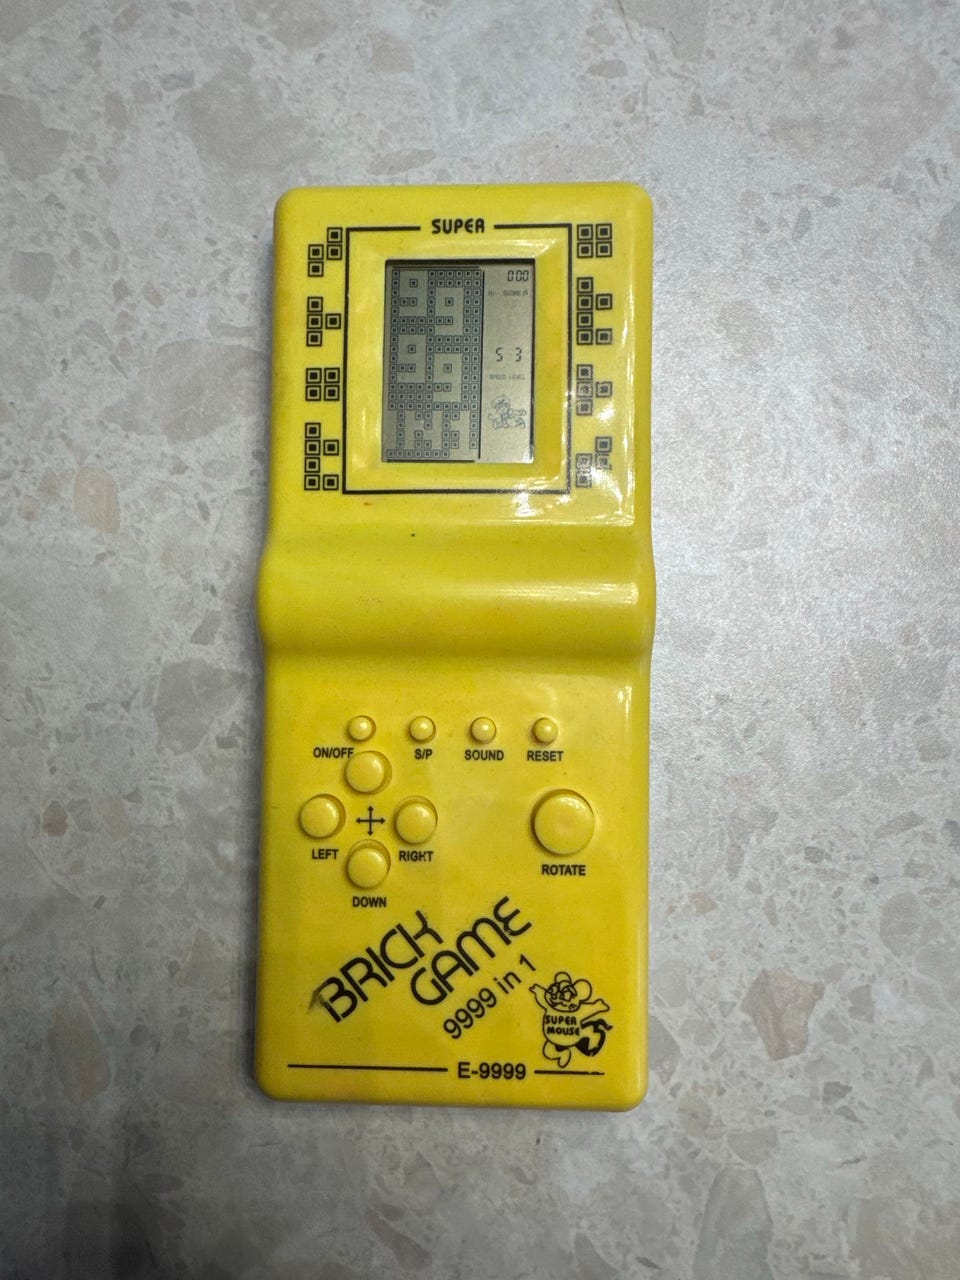 SUPER
000
HI- SCORE
5 3
SPEED LEVEL
ON/OFF
S/P
SOUND
RESET
LEFT
RIGHT
DOWN
ROTATE
BRICK
GAME
9999 in 1
SUPER
MOUSE
E-9999